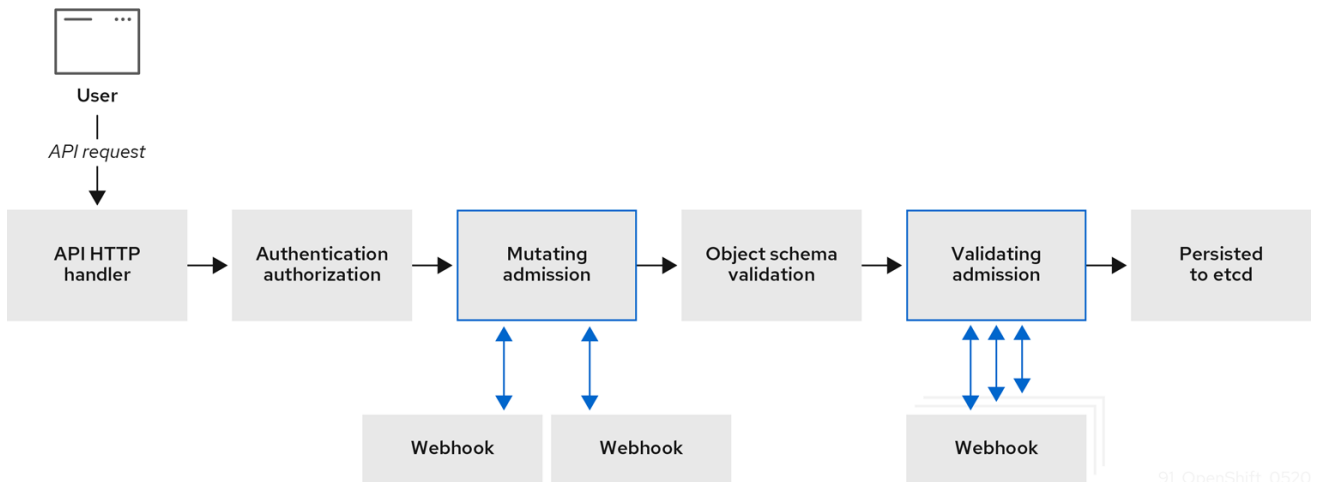 User
API request
API HTTP
handler
Authentication
authorization
Mutating
admission
Object schema
validation
Validating
admission
Persisted
to etcd
Webhook
Webhook
Webhook
91_OpenShift_0520